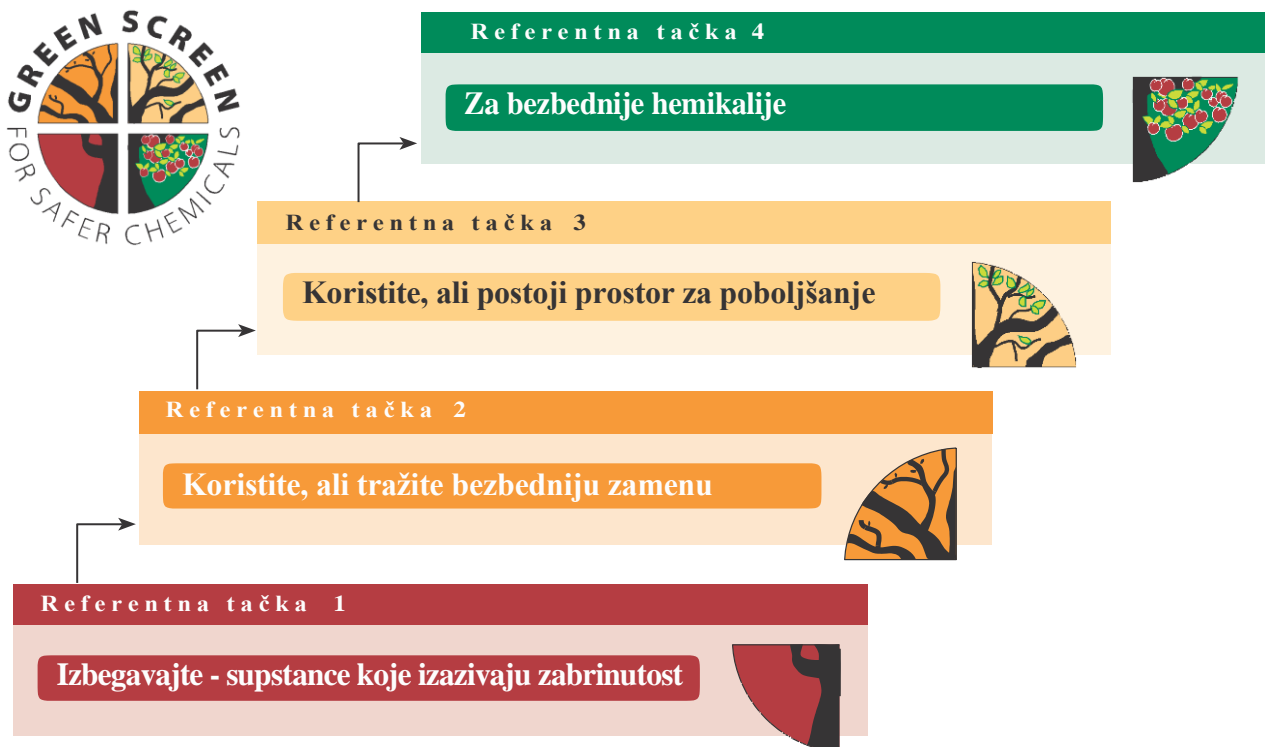 GREEN SCREEN
FOR SAFER CHEMICALS
Referentna tačka 4
Za bezbednije hemikalije
Referentna tačka 3
Koristite, ali postoji prostor za poboljšanje
Referentna tačka 2
Koristite, ali tražite bezbedniju zamenu
Referentna tačka 1
Izbegavajte - supstance koje izazivaju zabrinutost